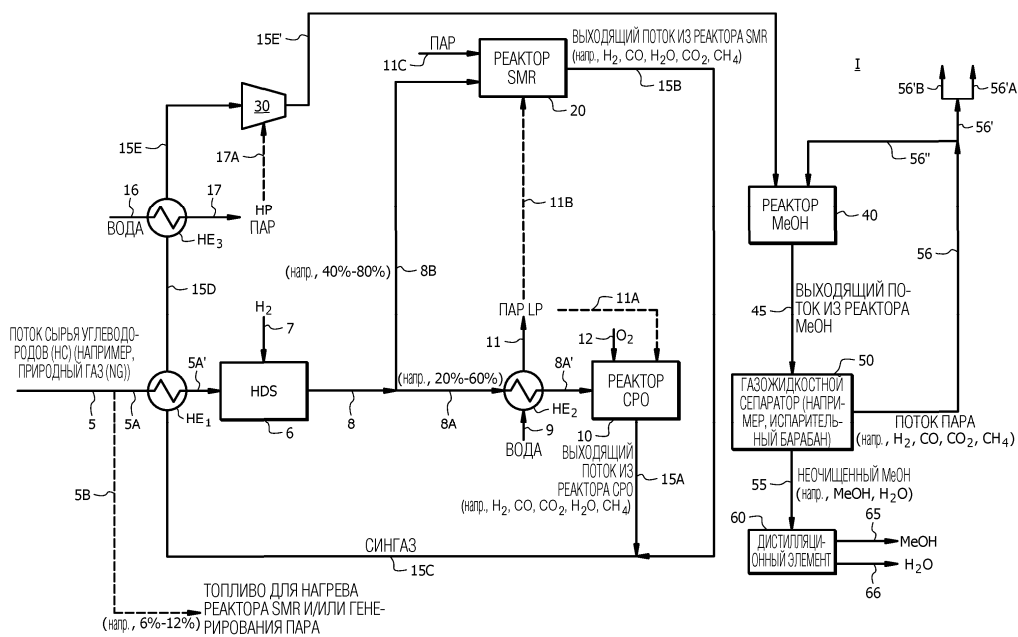 15E'
ПАР
11C
РЕАКТОР
SMR
20
ВЫХОДЯЩИЙ ПОТОК ИЗ РЕАКТОРА SMR
(напр., H₂, CO, H₂O, CO₂, CH₄)
15B
I
56'B
56'A
56'
56"
30
15E
17A
HP
ПАР
16
ВОДА
17
HE₃
11B
РЕАКТОР
MeOH
40
56
(напр., 40%-80%)
8B
15D
H₂
7
ПАР LP
11A
11
12
O₂
45
ВЫХОДЯЩИЙ ПО-
ТОК ИЗ РЕАКТОРА
MeOH
ПОТОК СЫРЬЯ УГЛЕВОДО-
РОДОВ (HC) (НАПРИМЕР,
ПРИРОДНЫЙ ГАЗ (NG))
5
5A
5A'
HE₁
HDS
6
8
(напр., 20%-60%)
8A
8A'
HE₂
9
ВОДА
РЕАКТОР
CPO
10
50
ГАЗОЖИДКОСТНОЙ
СЕПАРАТОР (НАПРИ-
МЕР, ИСПАРИТЕЛЬ-
НЫЙ БАРАБАН)
ПОТОК ПАРА
(напр., H₂, CO, CO₂, CH₄)
5B
ВЫХОДЯЩИЙ
ПОТОК ИЗ
РЕАКТОРА CPO
(напр., H₂, CO, CO₂, H₂O, CH₄)
15A
55
НЕОЧИЩЕННЫЙ MeOH
(напр., MeOH, H₂O)
60
ДИСТИЛЛЯЦИ-
ОННЫЙ ЭЛЕМЕНТ
65
MeOH
H₂O
66
СИНГАЗ
15C
(напр., 6%-12%)
ТОПЛИВО ДЛЯ НАГРЕВА
РЕАКТОРА SMR И/ИЛИ ГЕНЕ-
РИРОВАНИЯ ПАРА